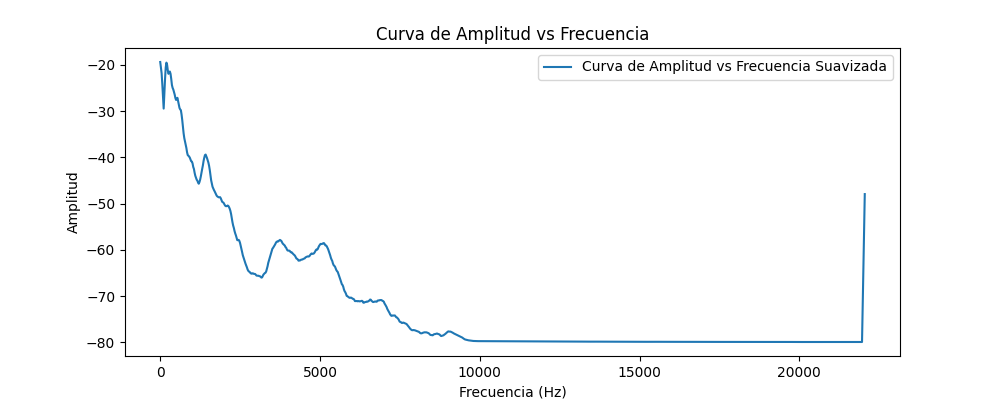 Curva de Amplitud vs Frecuencia
Curva de Amplitud vs Frecuencia Suavizada
Amplitud
−20
−30
−40
−50
−60
−70
−80
0 5000 10000 15000 20000
Frecuencia (Hz)